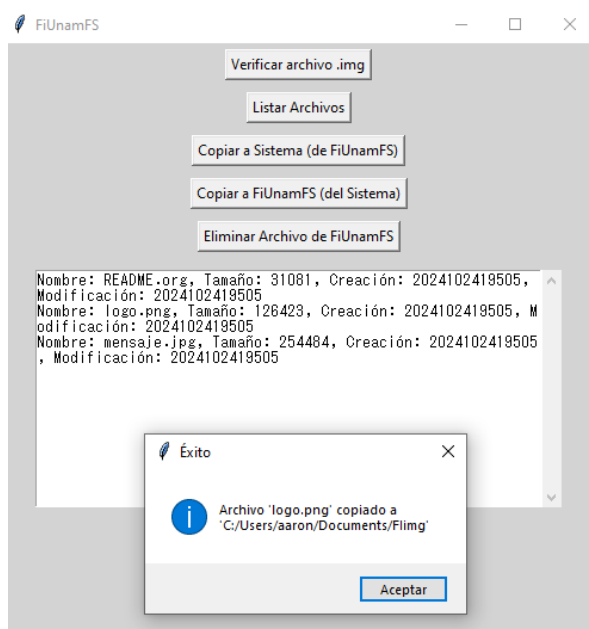 FiUnamFS
Verificar archivo .img
Listar Archivos
Copiar a Sistema (de FiUnamFS)
Copiar a FiUnamFS (del Sistema)
Eliminar Archivo de FiUnamFS
Nombre: README.org, Tamaño: 31081, Creación: 2024102419505,
Modificación: 2024102419505
Nombre: logo.png, Tamaño: 126423, Creación: 2024102419505, M
odificación: 2024102419505
Nombre: mensaje.jpg, Tamaño: 254484, Creación: 2024102419505
, Modificación: 2024102419505
Éxito
Archivo 'logo.png' copiado a
'C:/Users/aaron/Documents/FIimg'
Aceptar